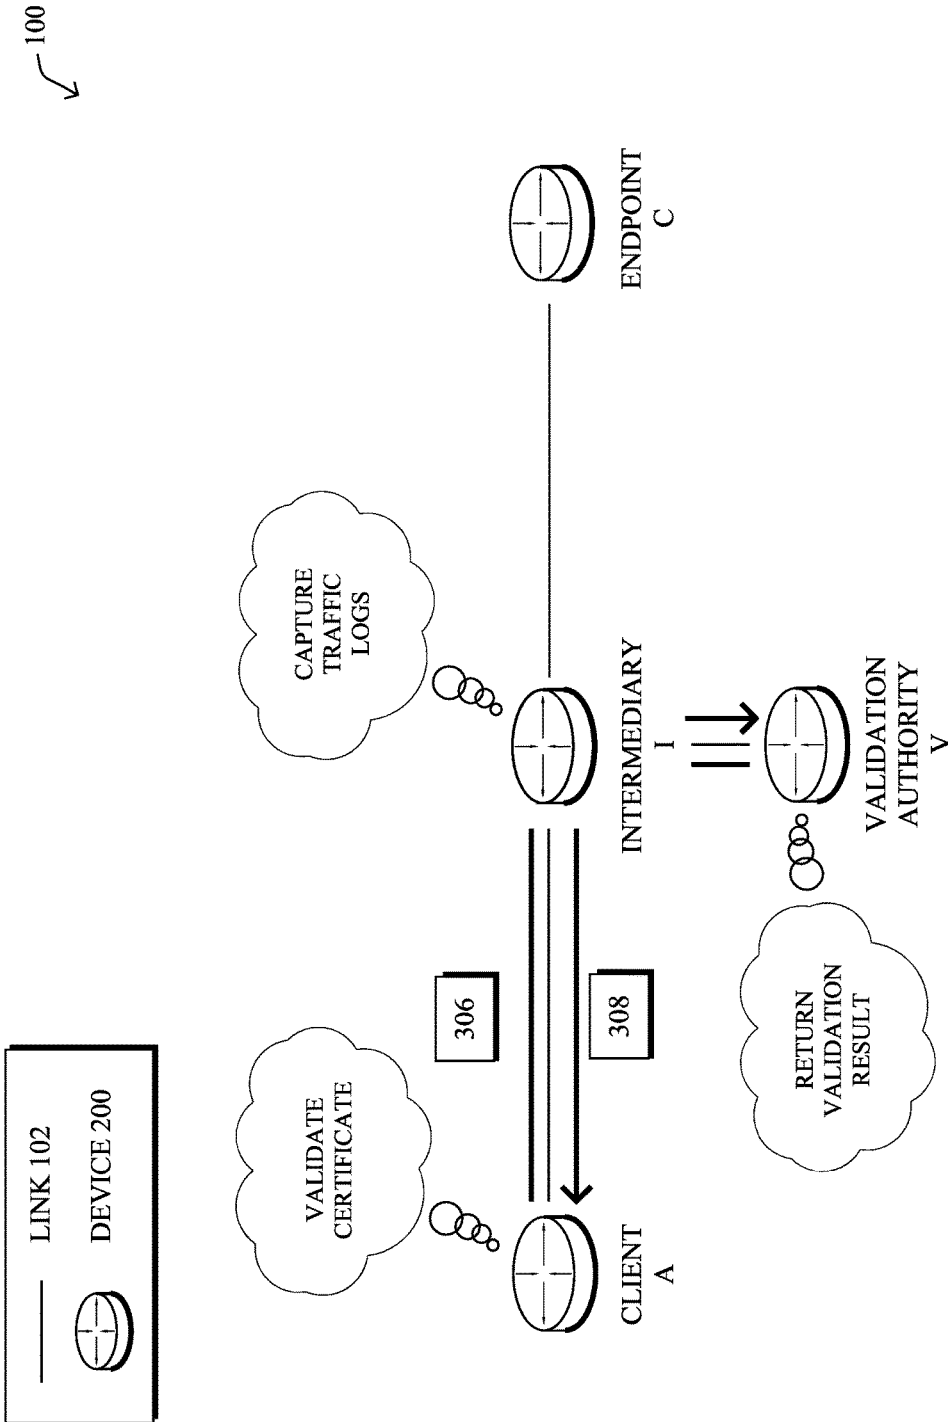 100
LINK 102
DEVICE 200
VALIDATE
CERTIFICATE
CAPTURE
TRAFFIC
LOGS
306
308
CLIENT
A
INTERMEDIARY
I
ENDPOINT
C
RETURN
VALIDATION
RESULT
VALIDATION
AUTHORITY
V